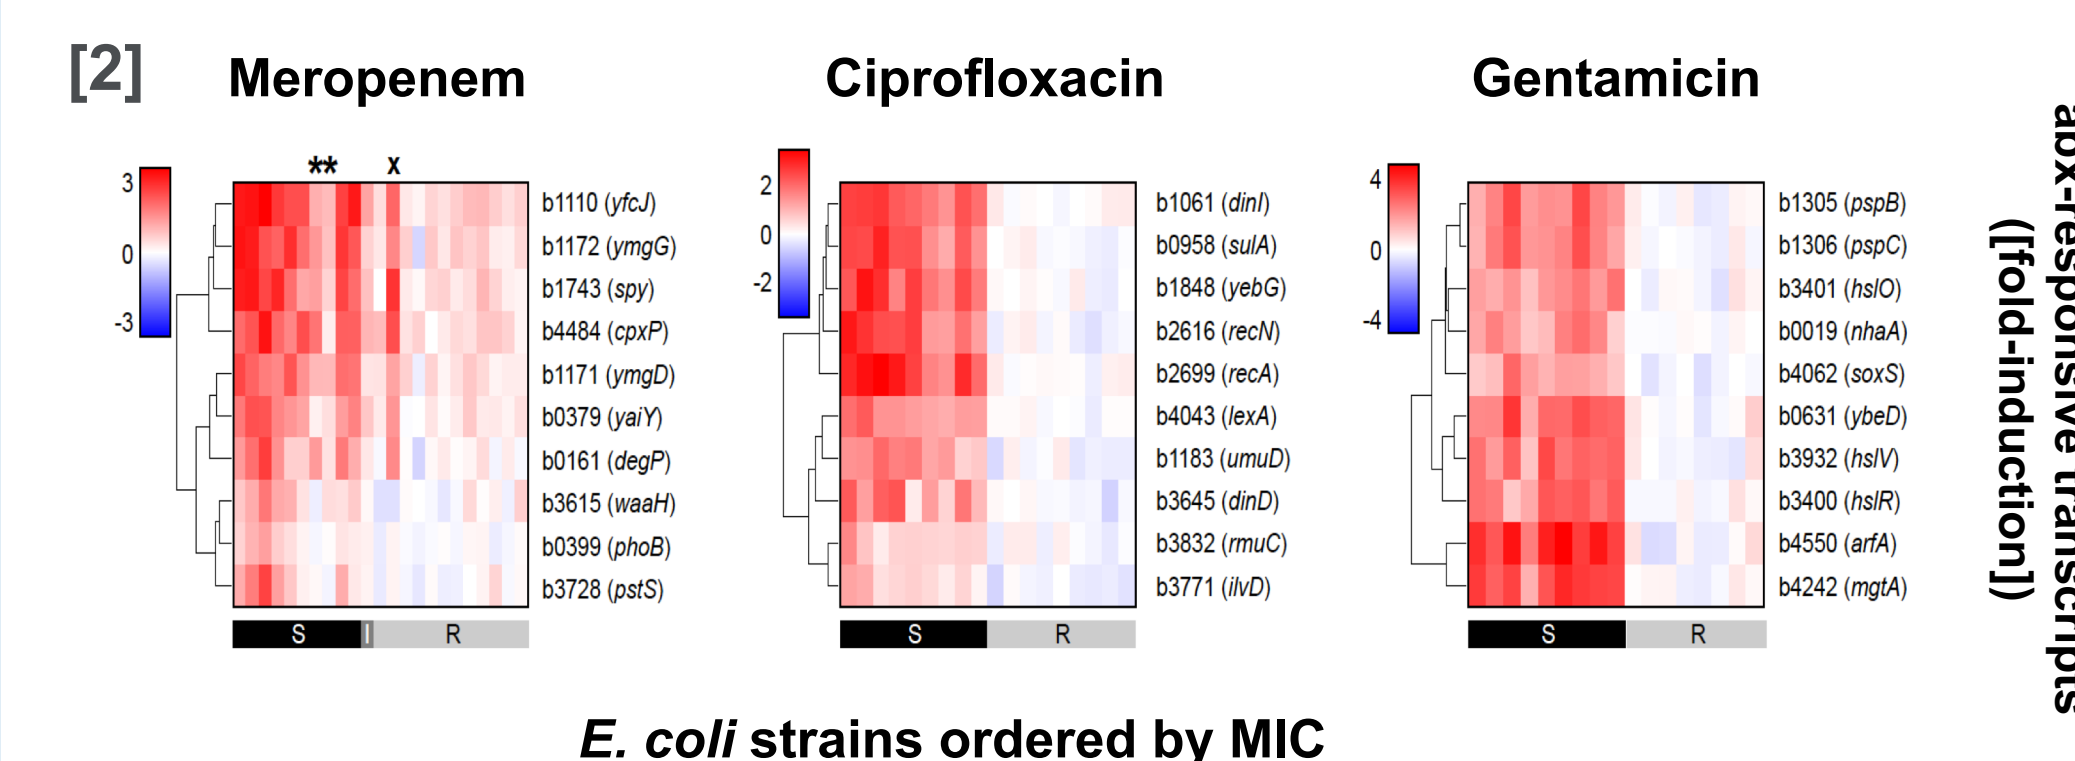 [2]
Meropenem
Ciprofloxacin
Gentamicin
** x
3
0
-3
b1110 (yfcJ)
b1172 (ymgG)
b1743 (spy)
b4484 (cpxP)
b1171 (ymgD)
b0379 (yaiY)
b0161 (degP)
b3615 (waaH)
b0399 (phoB)
b3728 (pstS)
S I R
2
0
-2
b1061 (dinI)
b0958 (sulA)
b1848 (yebG)
b2616 (recN)
b2699 (recA)
b4043 (lexA)
b1183 (umuD)
b3645 (dinD)
b3832 (rmuC)
b3771 (ilvD)
S R
4
0
-4
b1305 (pspB)
b1306 (pspC)
b3401 (hslO)
b0019 (nhaA)
b4062 (soxS)
b0631 (ybeD)
b3932 (hslV)
b3400 (hslR)
b4550 (arfA)
b4242 (mgtA)
S R
abx-responsive transcripts
([fold-induction])
E. coli strains ordered by MIC